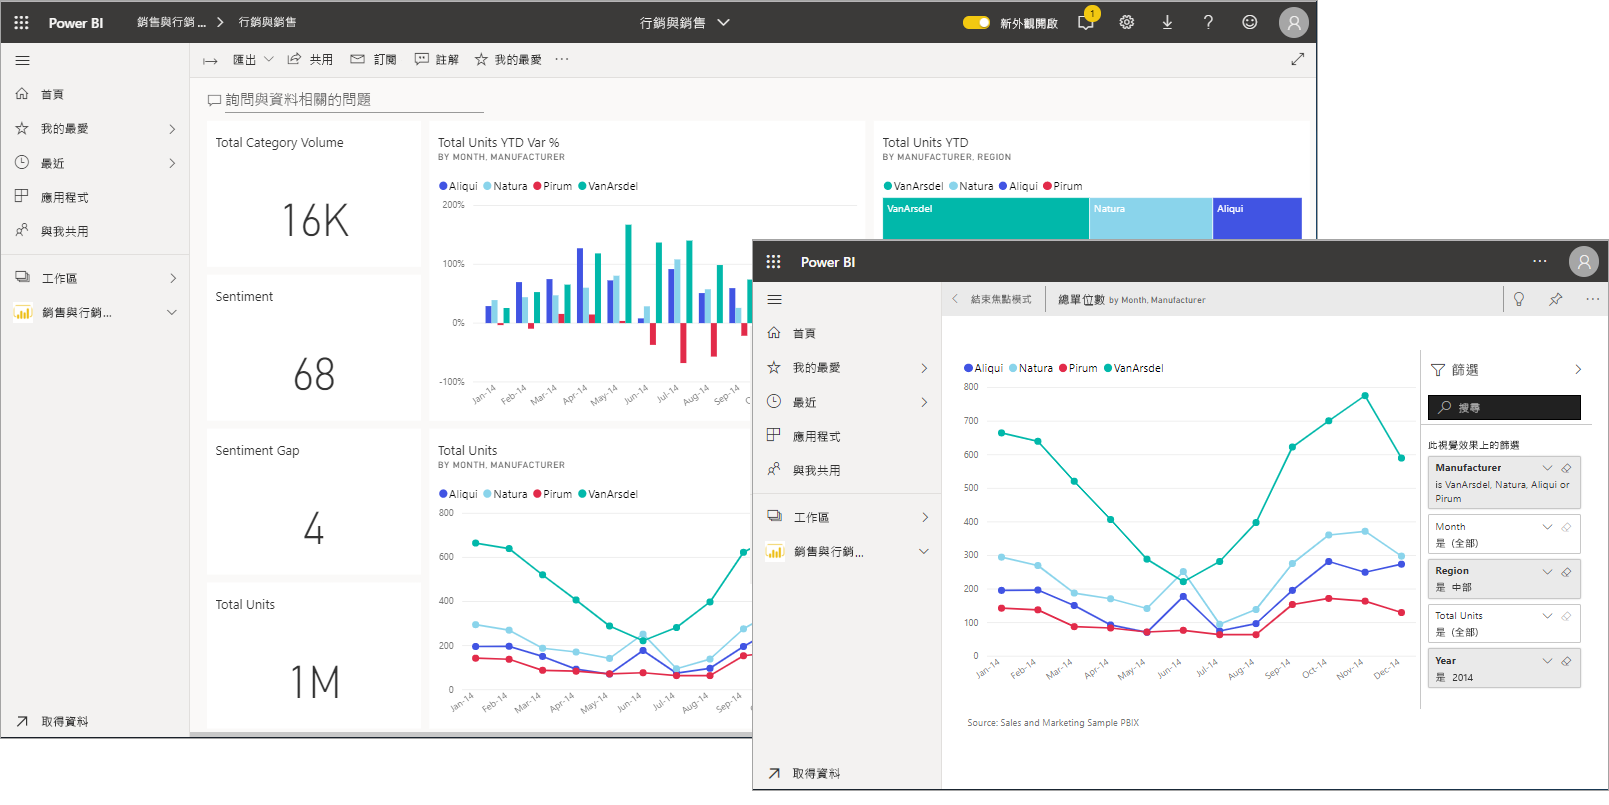 Power BI 銷售與行銷 ... > 行銷與銷售 行銷與銷售 新外觀開啟 1
匯出 共用 訂閱 註解 我的最愛 ...
首頁
我的最愛
最近
應用程式
與我共用
工作區
銷售與行銷...
取得資料
詢問與資料相關的問題
Total Category Volume
16K
Sentiment
68
Sentiment Gap
4
Total Units
1M
Total Units YTD Var %
BY MONTH, MANUFACTURER
Aliqui Natura Pirum VanArsdel
200%
100%
0%
-100%
Jan-14 Feb-14 Mar-14 Apr-14 May-14 Jun-14 Jul-14 Aug-14 Sep-14
Total Units
BY MONTH, MANUFACTURER
Aliqui Natura Pirum VanArsdel
800
600
400
200
0
Jan-14 Feb-14 Mar-14 Apr-14 May-14 Jun-14 Jul-14 Aug-14 Sep-14
Total Units YTD
BY MANUFACTURER, REGION
VanArsdel Natura Aliqui Pirum
VanArsdel Natura Aliqui
Power BI ...
首頁
我的最愛
最近
應用程式
與我共用
工作區
銷售與行銷...
取得資料
結束焦點模式 總單位數 by Month, Manufacturer ...
Aliqui Natura Pirum VanArsdel
800
700
600
500
400
300
200
100
0
Jan-14 Feb-14 Mar-14 Apr-14 May-14 Jun-14 Jul-14 Aug-14 Sep-14 Oct-14 Nov-14 Dec-14
Source: Sales and Marketing Sample PBIX
篩選
搜尋
此視覺效果上的篩選
Manufacturer
is VanArsdel, Natura, Aliqui or
Pirum
Month
是 (全部)
Region
是 中部
Total Units
是 (全部)
Year
是 2014